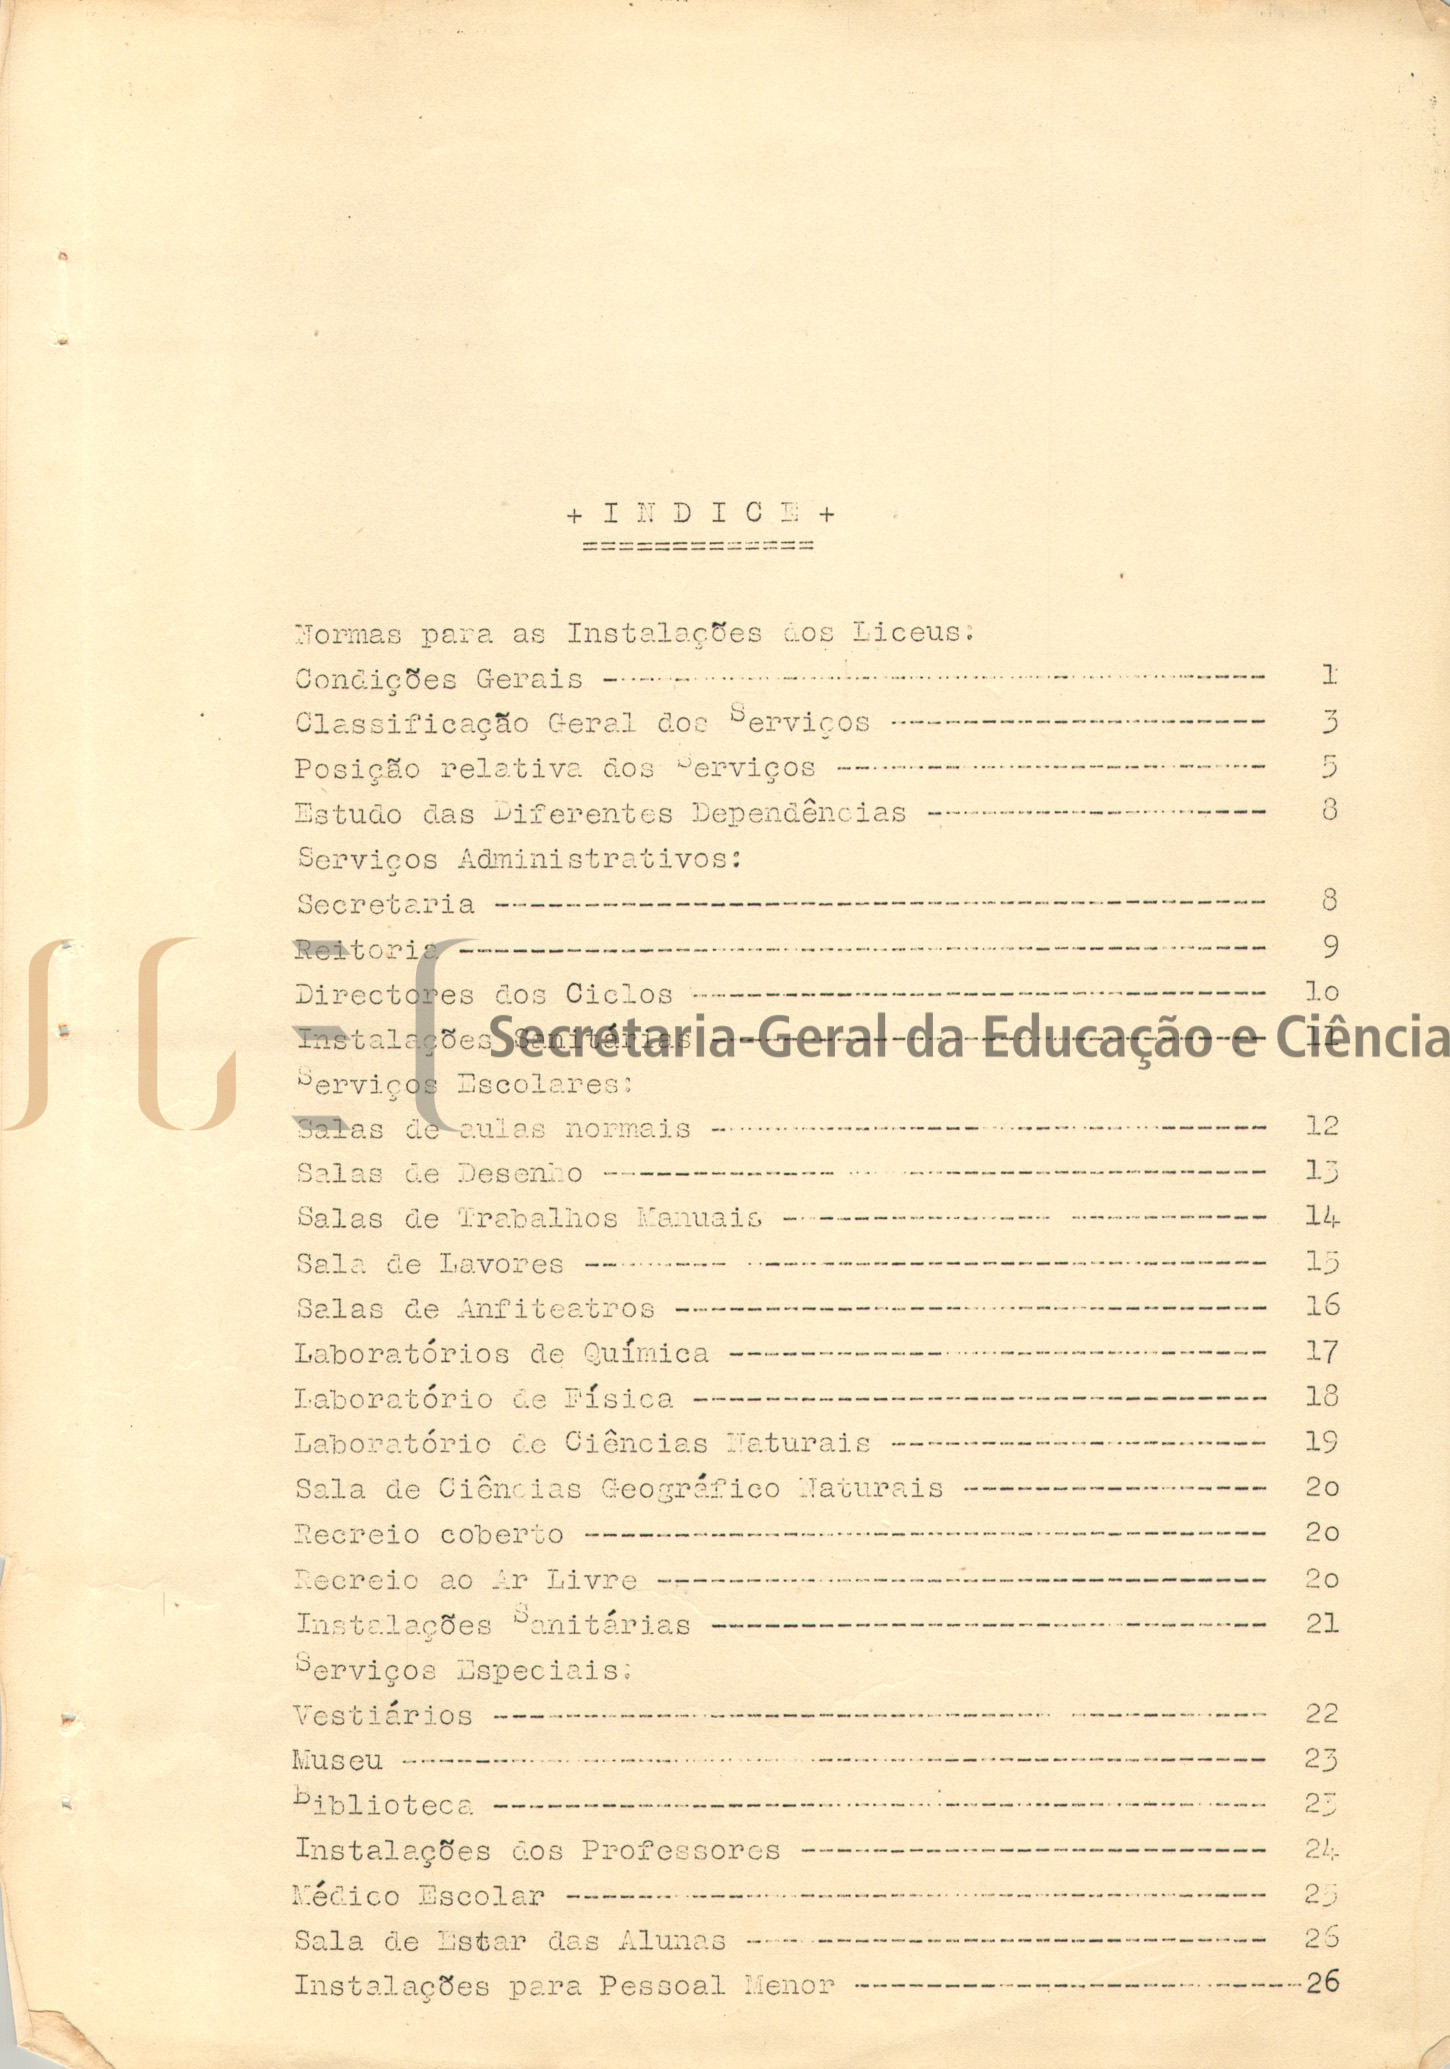 + I N D I C E +
=============
Normas para as Instalações dos Liceus:
Condições Gerais ------------------------------------- 1
Classificação Geral dos Serviços --------------------- 3
Posição relativa dos Serviços ------------------------ 5
Estudo das Diferentes Dependências ------------------- 8
Serviços Administrativos:
Secretaria ------------------------------------------- 8
Reitoria --------------------------------------------- 9
Directores dos Ciclos -------------------------------- 1o
Instalações Sanitárias ------------------------------- 11
SGEC Secretaria-Geral da Educação e Ciência
Serviços Escolares:
Salas de aulas normais ------------------------------- 12
Salas de Desenho ------------------------------------- 13
Salas de Trabalhos Manuais --------------------------- 14
Sala de Lavores -------------------------------------- 15
Salas de Anfiteatros --------------------------------- 16
Laboratórios de Química ------------------------------ 17
Laboratório de Física -------------------------------- 18
Laboratório de Ciências Naturais --------------------- 19
Sala de Ciências Geográfico Naturais ----------------- 2o
Recreio coberto -------------------------------------- 2o
Recreio ao Ar Livre ---------------------------------- 2o
Instalações Sanitárias ------------------------------- 21
Serviços Especiais:
Vestiários ------------------------------------------- 22
Museu ------------------------------------------------ 23
Biblioteca ------------------------------------------- 23
Instalações dos Professores -------------------------- 24
Médico Escolar --------------------------------------- 25
Sala de Estar das Alunas ----------------------------- 26
Instalações para Pessoal Menor -------------------------26